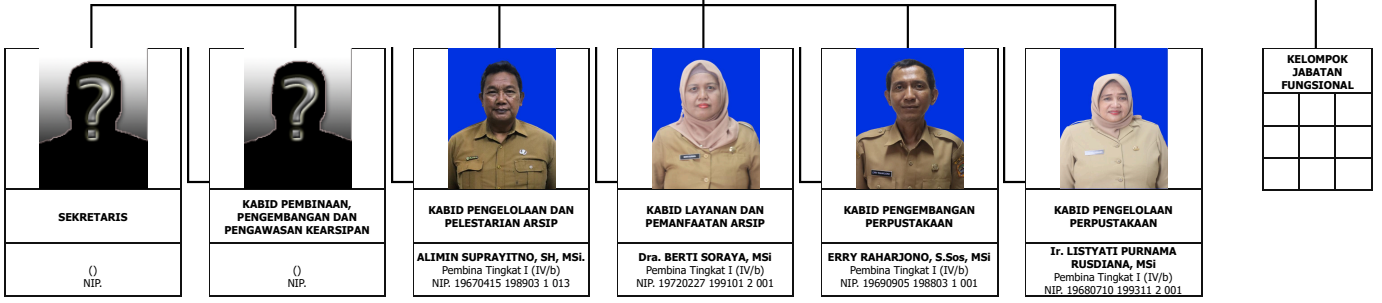 SEKRETARIS
()
NIP.
KABID PEMBINAAN,
PENGEMBANGAN DAN
PENGAWASAN KEARSIPAN
()
NIP.
KABID PENGELOLAAN DAN
PELESTARIAN ARSIP
ALIMIN SUPRAYITNO, SH, MSi.
Pembina Tingkat I (IV/b)
NIP. 19670415 198903 1 013
KABID LAYANAN DAN
PEMANFAATAN ARSIP
Dra. BERTI SORAYA, MSi
Pembina Tingkat I (IV/b)
NIP. 19720227 199101 2 001
KABID PENGEMBANGAN
PERPUSTAKAAN
ERRY RAHARJONO, S.Sos, MSi
Pembina Tingkat I (IV/b)
NIP. 19690905 198803 1 001
KABID PENGELOLAAN
PERPUSTAKAAN
Ir. LISTYATI PURNAMA
RUSDIANA, MSi
Pembina Tingkat I (IV/b)
NIP. 19680710 199311 2 001
KELOMPOK
JABATAN
FUNGSIONAL